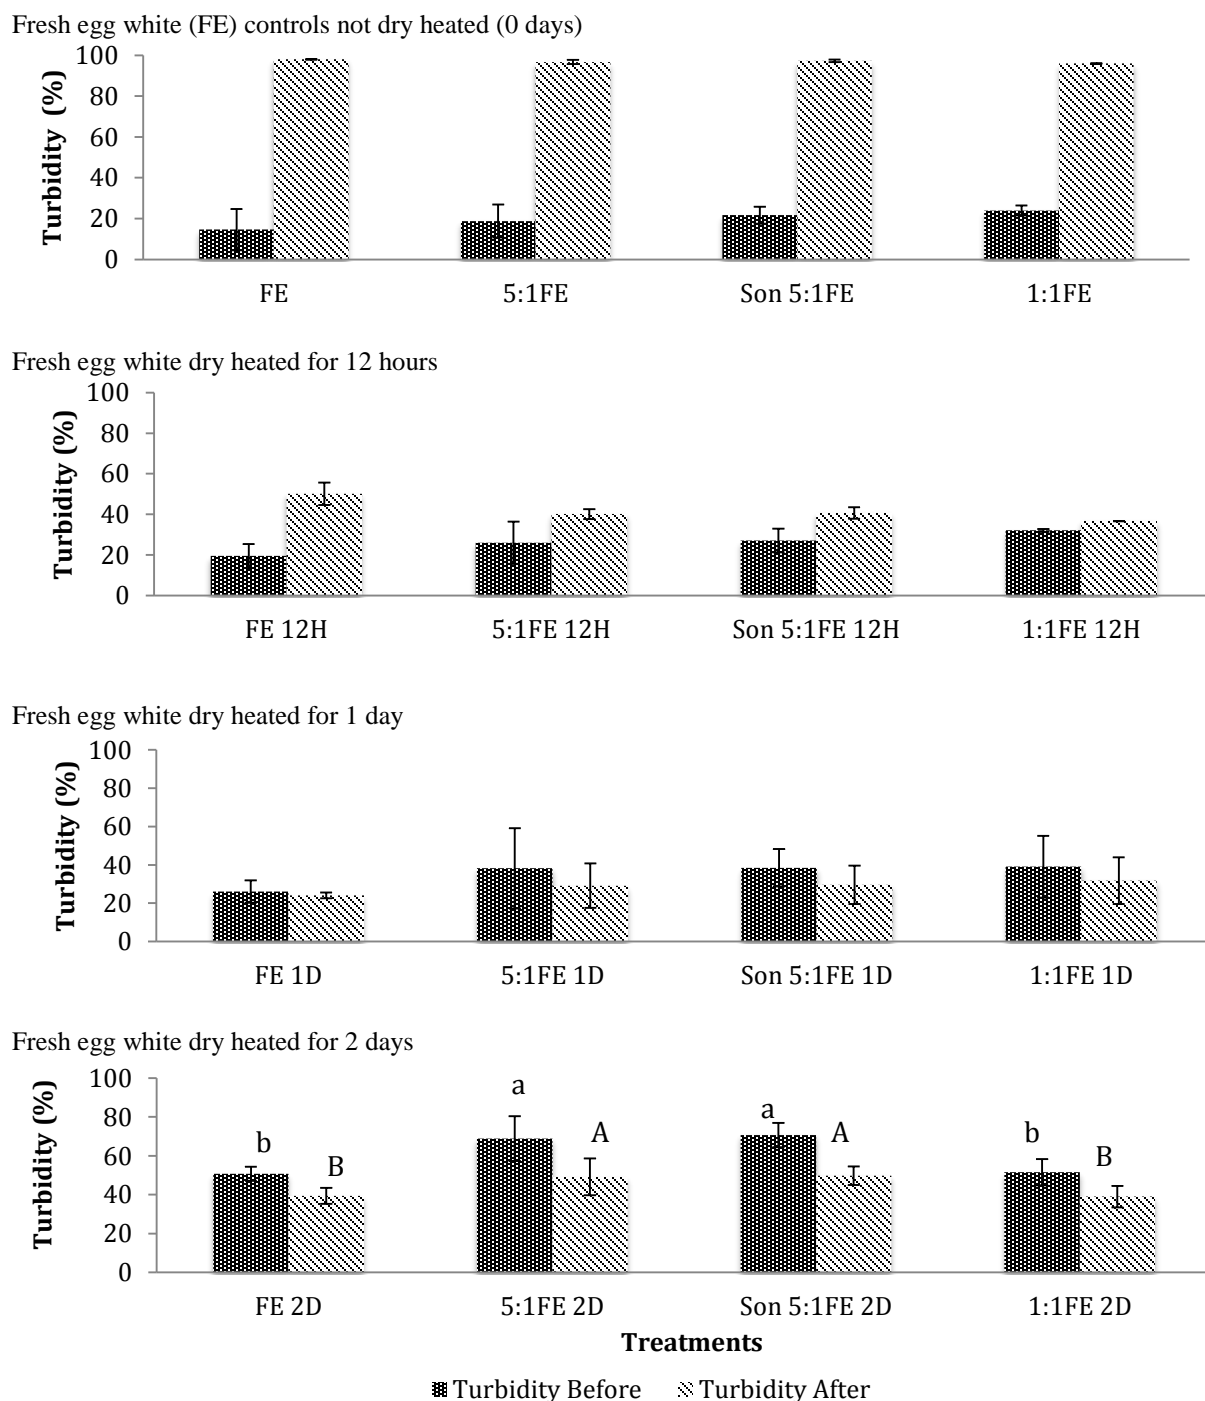 Fresh egg white (FE) controls not dry heated (0 days)
Turbidity (%)
100
80
60
40
20
0
FE 5:1FE Son 5:1FE 1:1FE
Fresh egg white dry heated for 12 hours
Turbidity (%)
100
80
60
40
20
0
FE 12H 5:1FE 12H Son 5:1FE 12H 1:1FE 12H
Fresh egg white dry heated for 1 day
Turbidity (%)
100
80
60
40
20
0
FE 1D 5:1FE 1D Son 5:1FE 1D 1:1FE 1D
Fresh egg white dry heated for 2 days
Turbidity (%)
100
80
60
40
20
0
b B a A a A b B
FE 2D 5:1FE 2D Son 5:1FE 2D 1:1FE 2D
Treatments
Turbidity Before Turbidity After